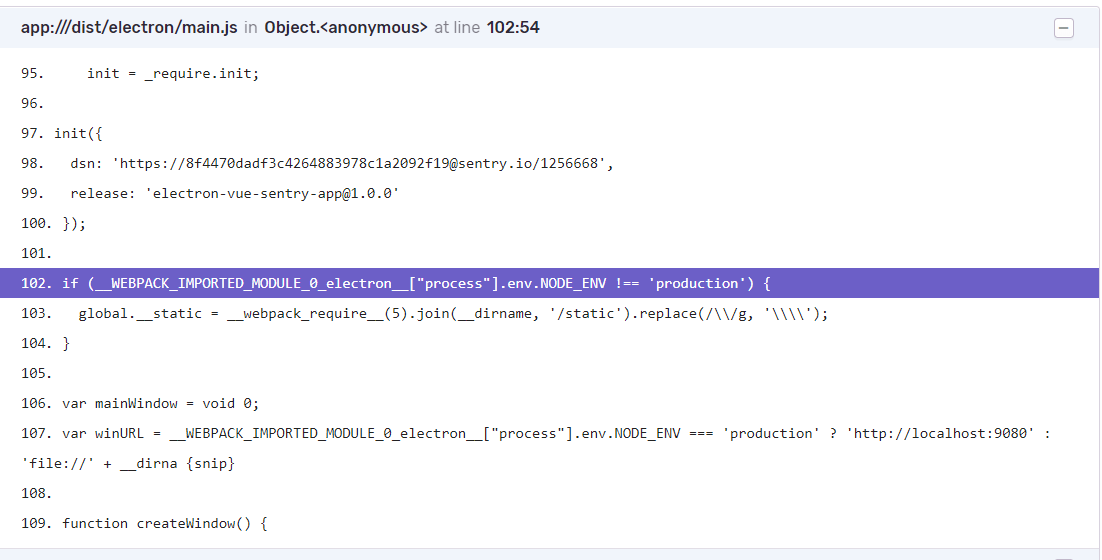 app:///dist/electron/main.js in Object.<anonymous> at line 102:54
95.     init = _require.init;
96.
97. init({
98.   dsn: 'https://8f4470dadf3c4264883978c1a2092f19@sentry.io/1256668',
99.   release: 'electron-vue-sentry-app@1.0.0'
100. });
101.
102. if (__WEBPACK_IMPORTED_MODULE_0_electron__["process"].env.NODE_ENV !== 'production') {
103.   global.__static = __webpack_require__(5).join(__dirname, '/static').replace(/\\/g, '\\\\');
104. }
105.
106. var mainWindow = void 0;
107. var winURL = __WEBPACK_IMPORTED_MODULE_0_electron__["process"].env.NODE_ENV === 'production' ? 'http://localhost:9080' :
'file://' + __dirna {snip}
108.
109. function createWindow() {